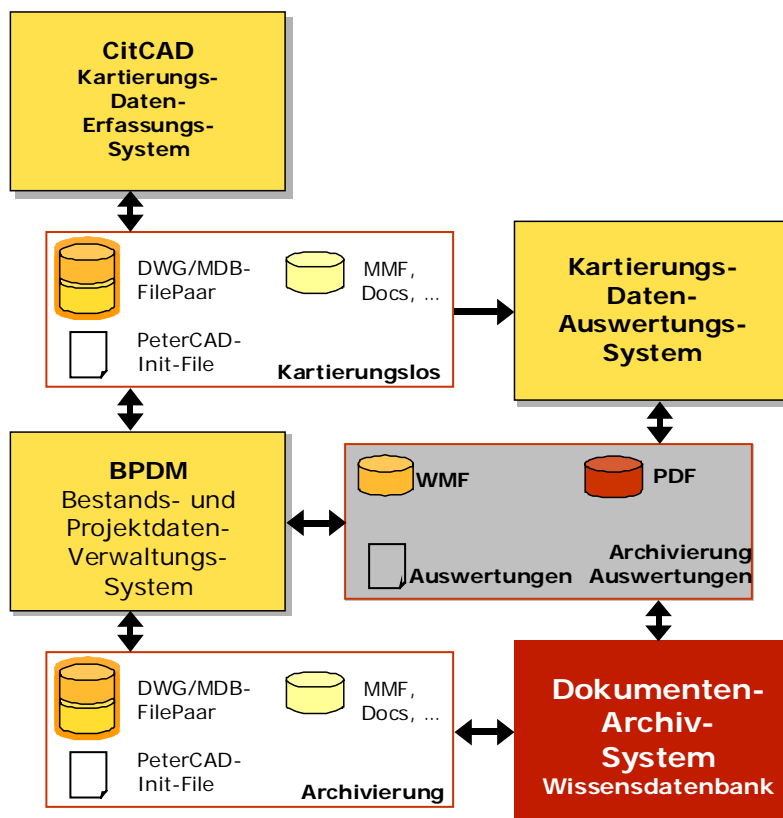 CitCAD
Kartierungs-
Daten-
Erfassungs-
System
DWG/MDB-
FilePaar
MMF,
Docs, ...
PeterCAD-
Init-File
Kartierungslos
Kartierungs-
Daten-
Auswertungs-
System
BPDM
Bestands- und
Projektdaten-
Verwaltungs-
System
WMF
PDF
Auswertungen
Archivierung
Auswertungen
DWG/MDB-
FilePaar
MMF,
Docs, ...
PeterCAD-
Init-File
Archivierung
Dokumenten-
Archiv-
System
Wissensdatenbank